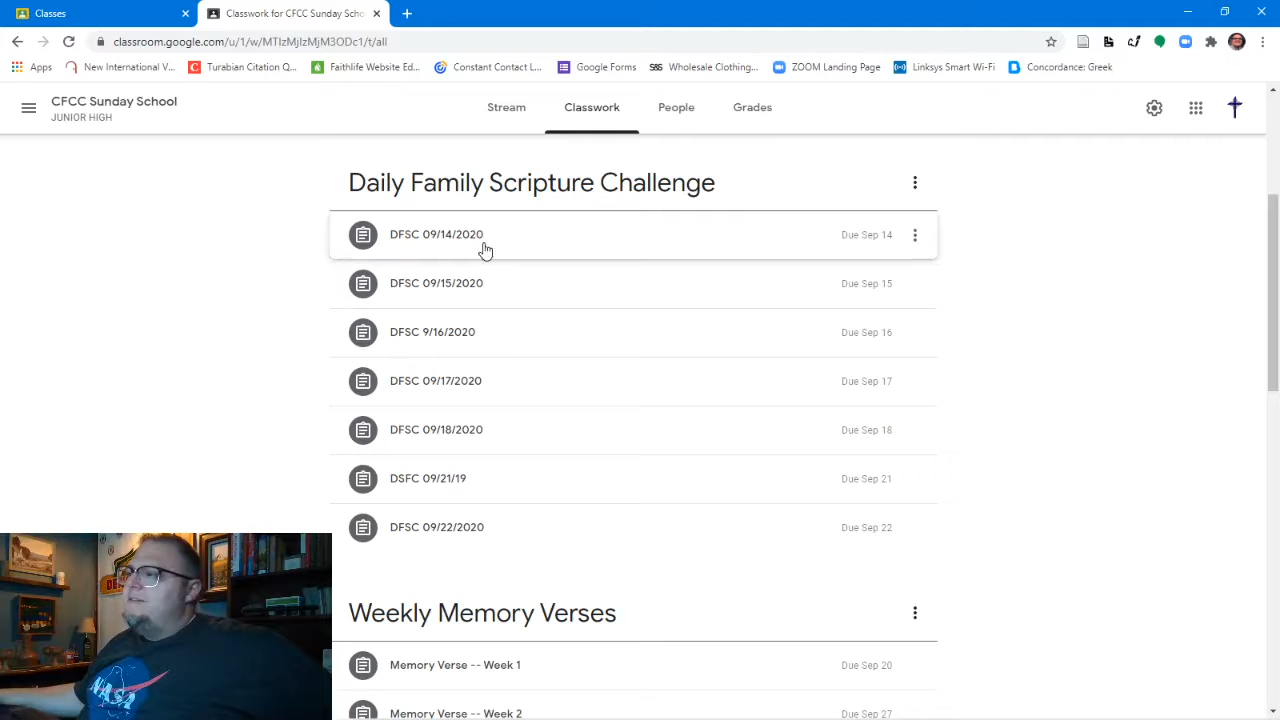 Classes
Classwork for CFCC Sunday Scho
classroom.google.com/u/1/w/MTIzMjIzMjM3ODc1/t/all
Apps
New International V...
Turabian Citation Q...
Faithlife Website Ed...
Constant Contact L...
Google Forms
S&S Wholesale Clothing...
ZOOM Landing Page
Linksys Smart Wi-Fi
Concordance: Greek
CFCC Sunday School
JUNIOR HIGH
Stream
Classwork
People
Grades
Daily Family Scripture Challenge
DFSC 09/14/2020 Due Sep 14
DFSC 09/15/2020 Due Sep 15
DFSC 9/16/2020 Due Sep 16
DFSC 09/17/2020 Due Sep 17
DFSC 09/18/2020 Due Sep 18
DSFC 09/21/19 Due Sep 21
DFSC 09/22/2020 Due Sep 22
Weekly Memory Verses
Memory Verse -- Week 1 Due Sep 20
Memory Verse -- Week 2 Due Sep 27
NASA